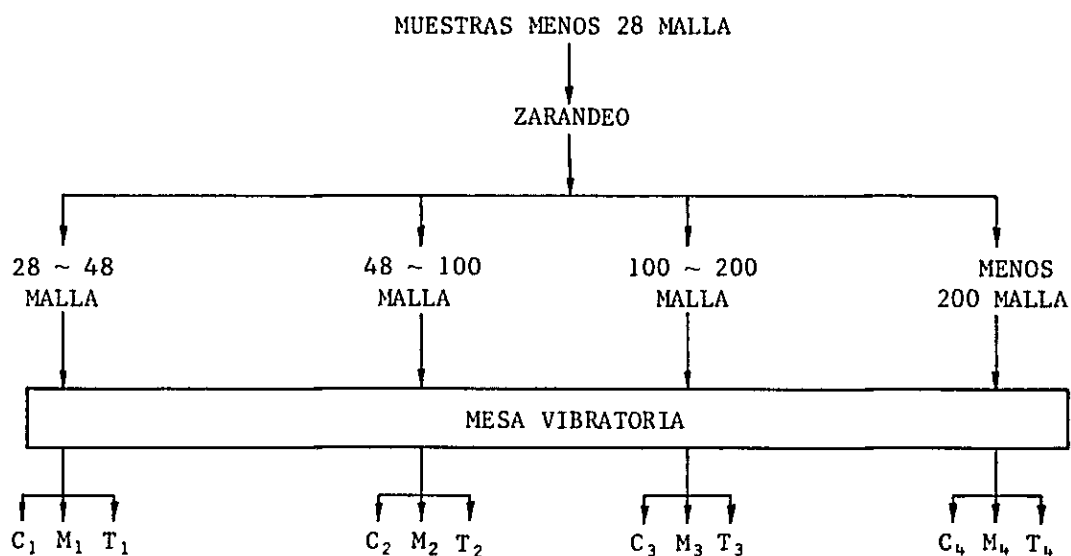 MUESTRAS MENOS 28 MALLA
ZARANDEO
28 ~ 48 MALLA
48 ~ 100 MALLA
100 ~ 200 MALLA
MENOS 200 MALLA
MESA VIBRATORIA
C₁ M₁ T₁
C₂ M₂ T₂
C₃ M₃ T₃
C₄ M₄ T₄